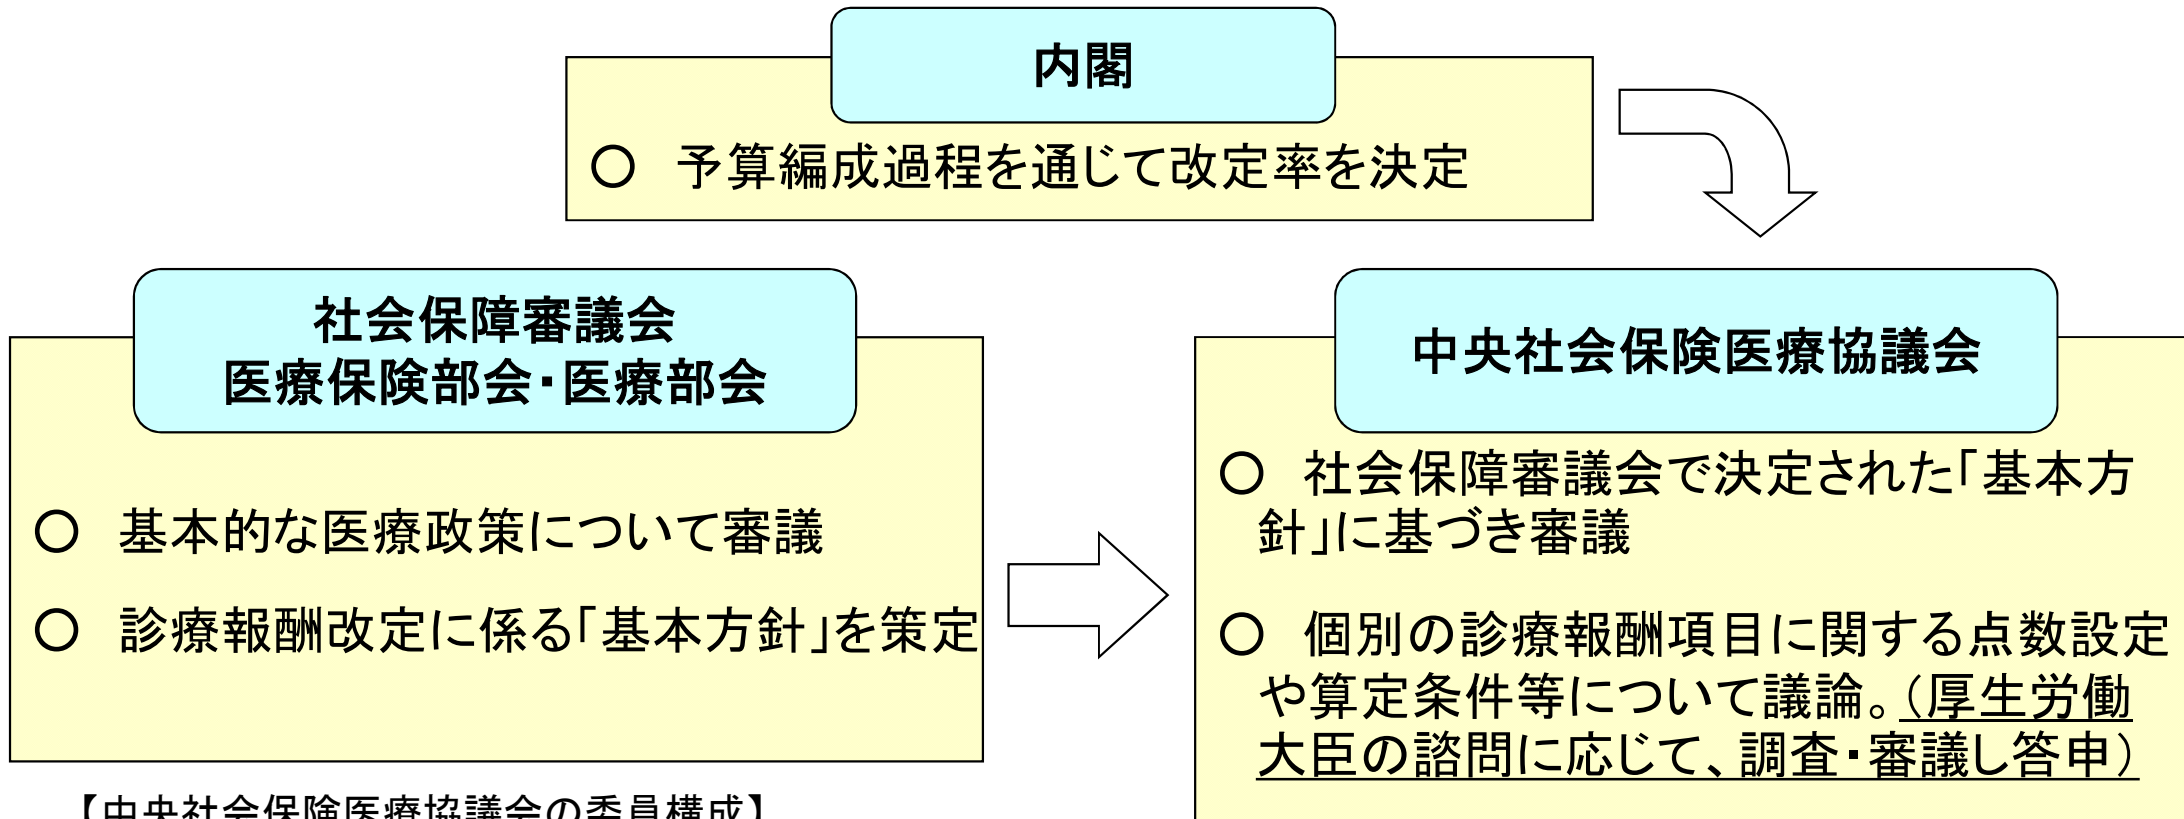 内閣
○ 予算編成過程を通じて改定率を決定
社会保障審議会
医療保険部会・医療部会
○ 基本的な医療政策について審議
○ 診療報酬改定に係る「基本方針」を策定
中央社会保険医療協議会
○ 社会保障審議会で決定された「基本方
針」に基づき審議
○ 個別の診療報酬項目に関する点数設定
や算定条件等について議論。(厚生労働
大臣の諮問に応じて、調査・審議し答申)
【中央社会保険医療協議会の委員構成】